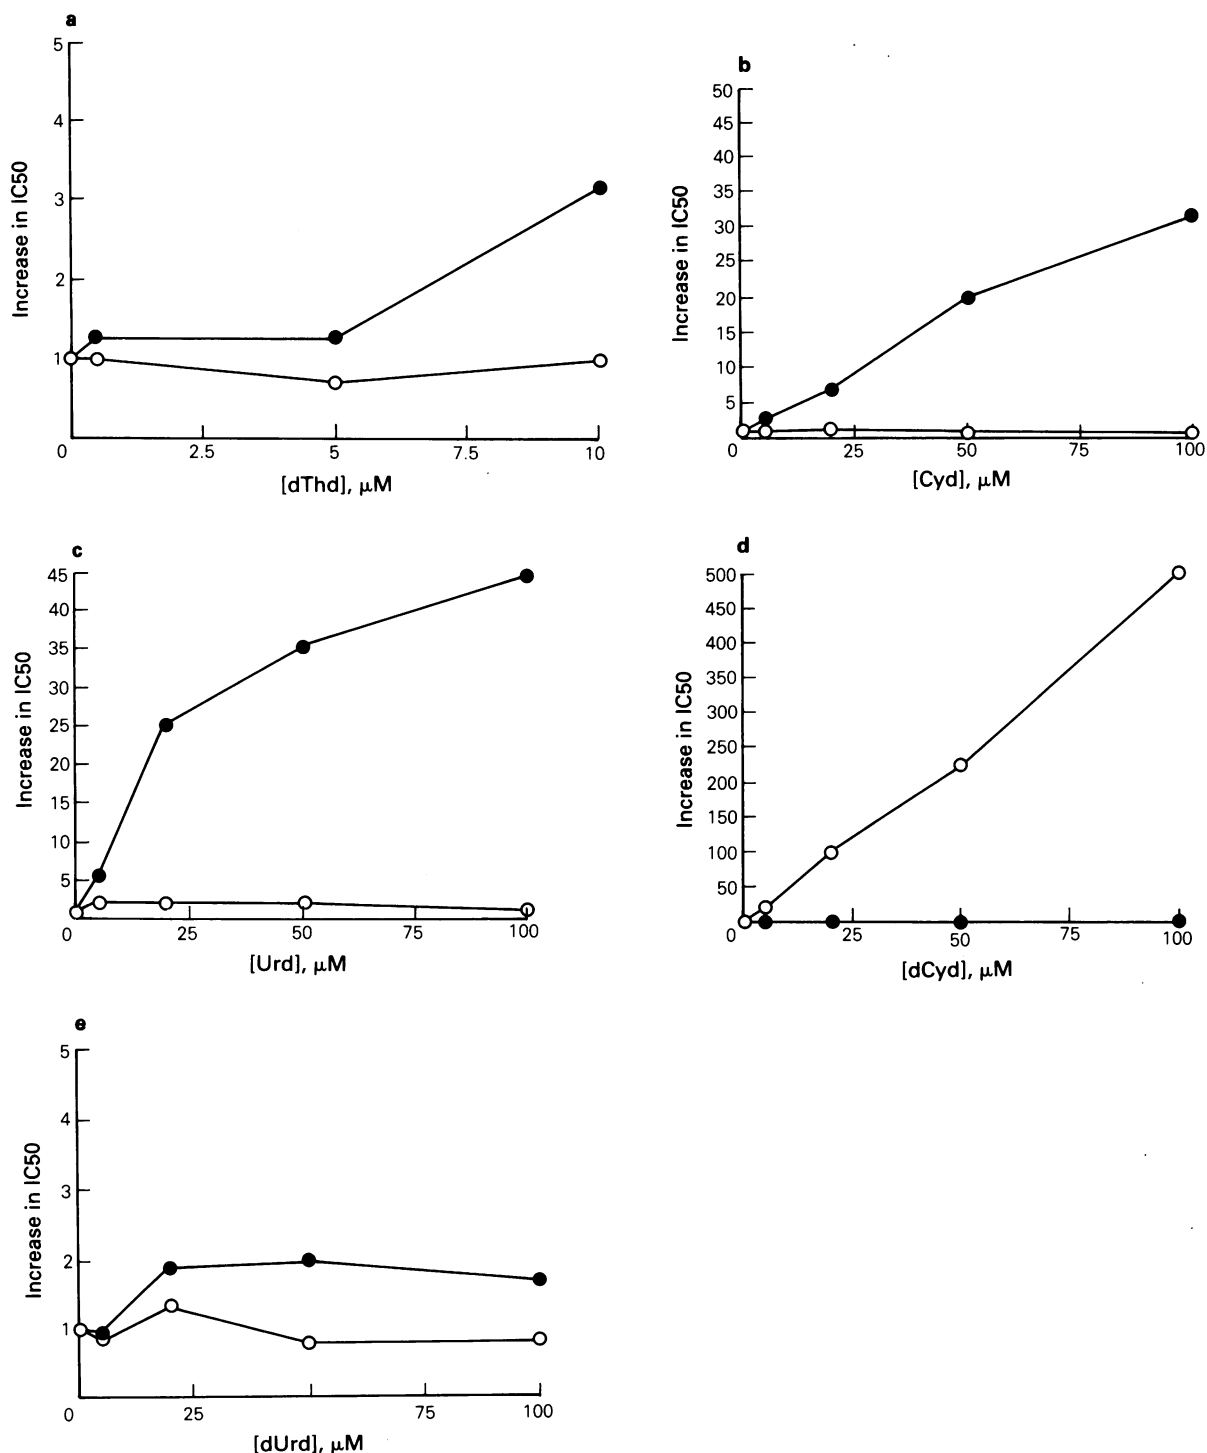 a
5
4
3
2
1
Increase in IC50
0 2.5 5 7.5 10
[dThd], μM
b
50
45
40
35
30
25
20
15
10
5
Increase in IC50
0 25 50 75 100
[Cyd], μM
c
45
40
35
30
25
20
15
10
5
Increase in IC50
0 25 50 75 100
[Urd], μM
d
500
450
400
350
300
250
200
150
100
50
Increase in IC50
0 25 50 75 100
[dCyd], μM
e
5
4
3
2
1
Increase in IC50
0 25 75 100
[dUrd], μM